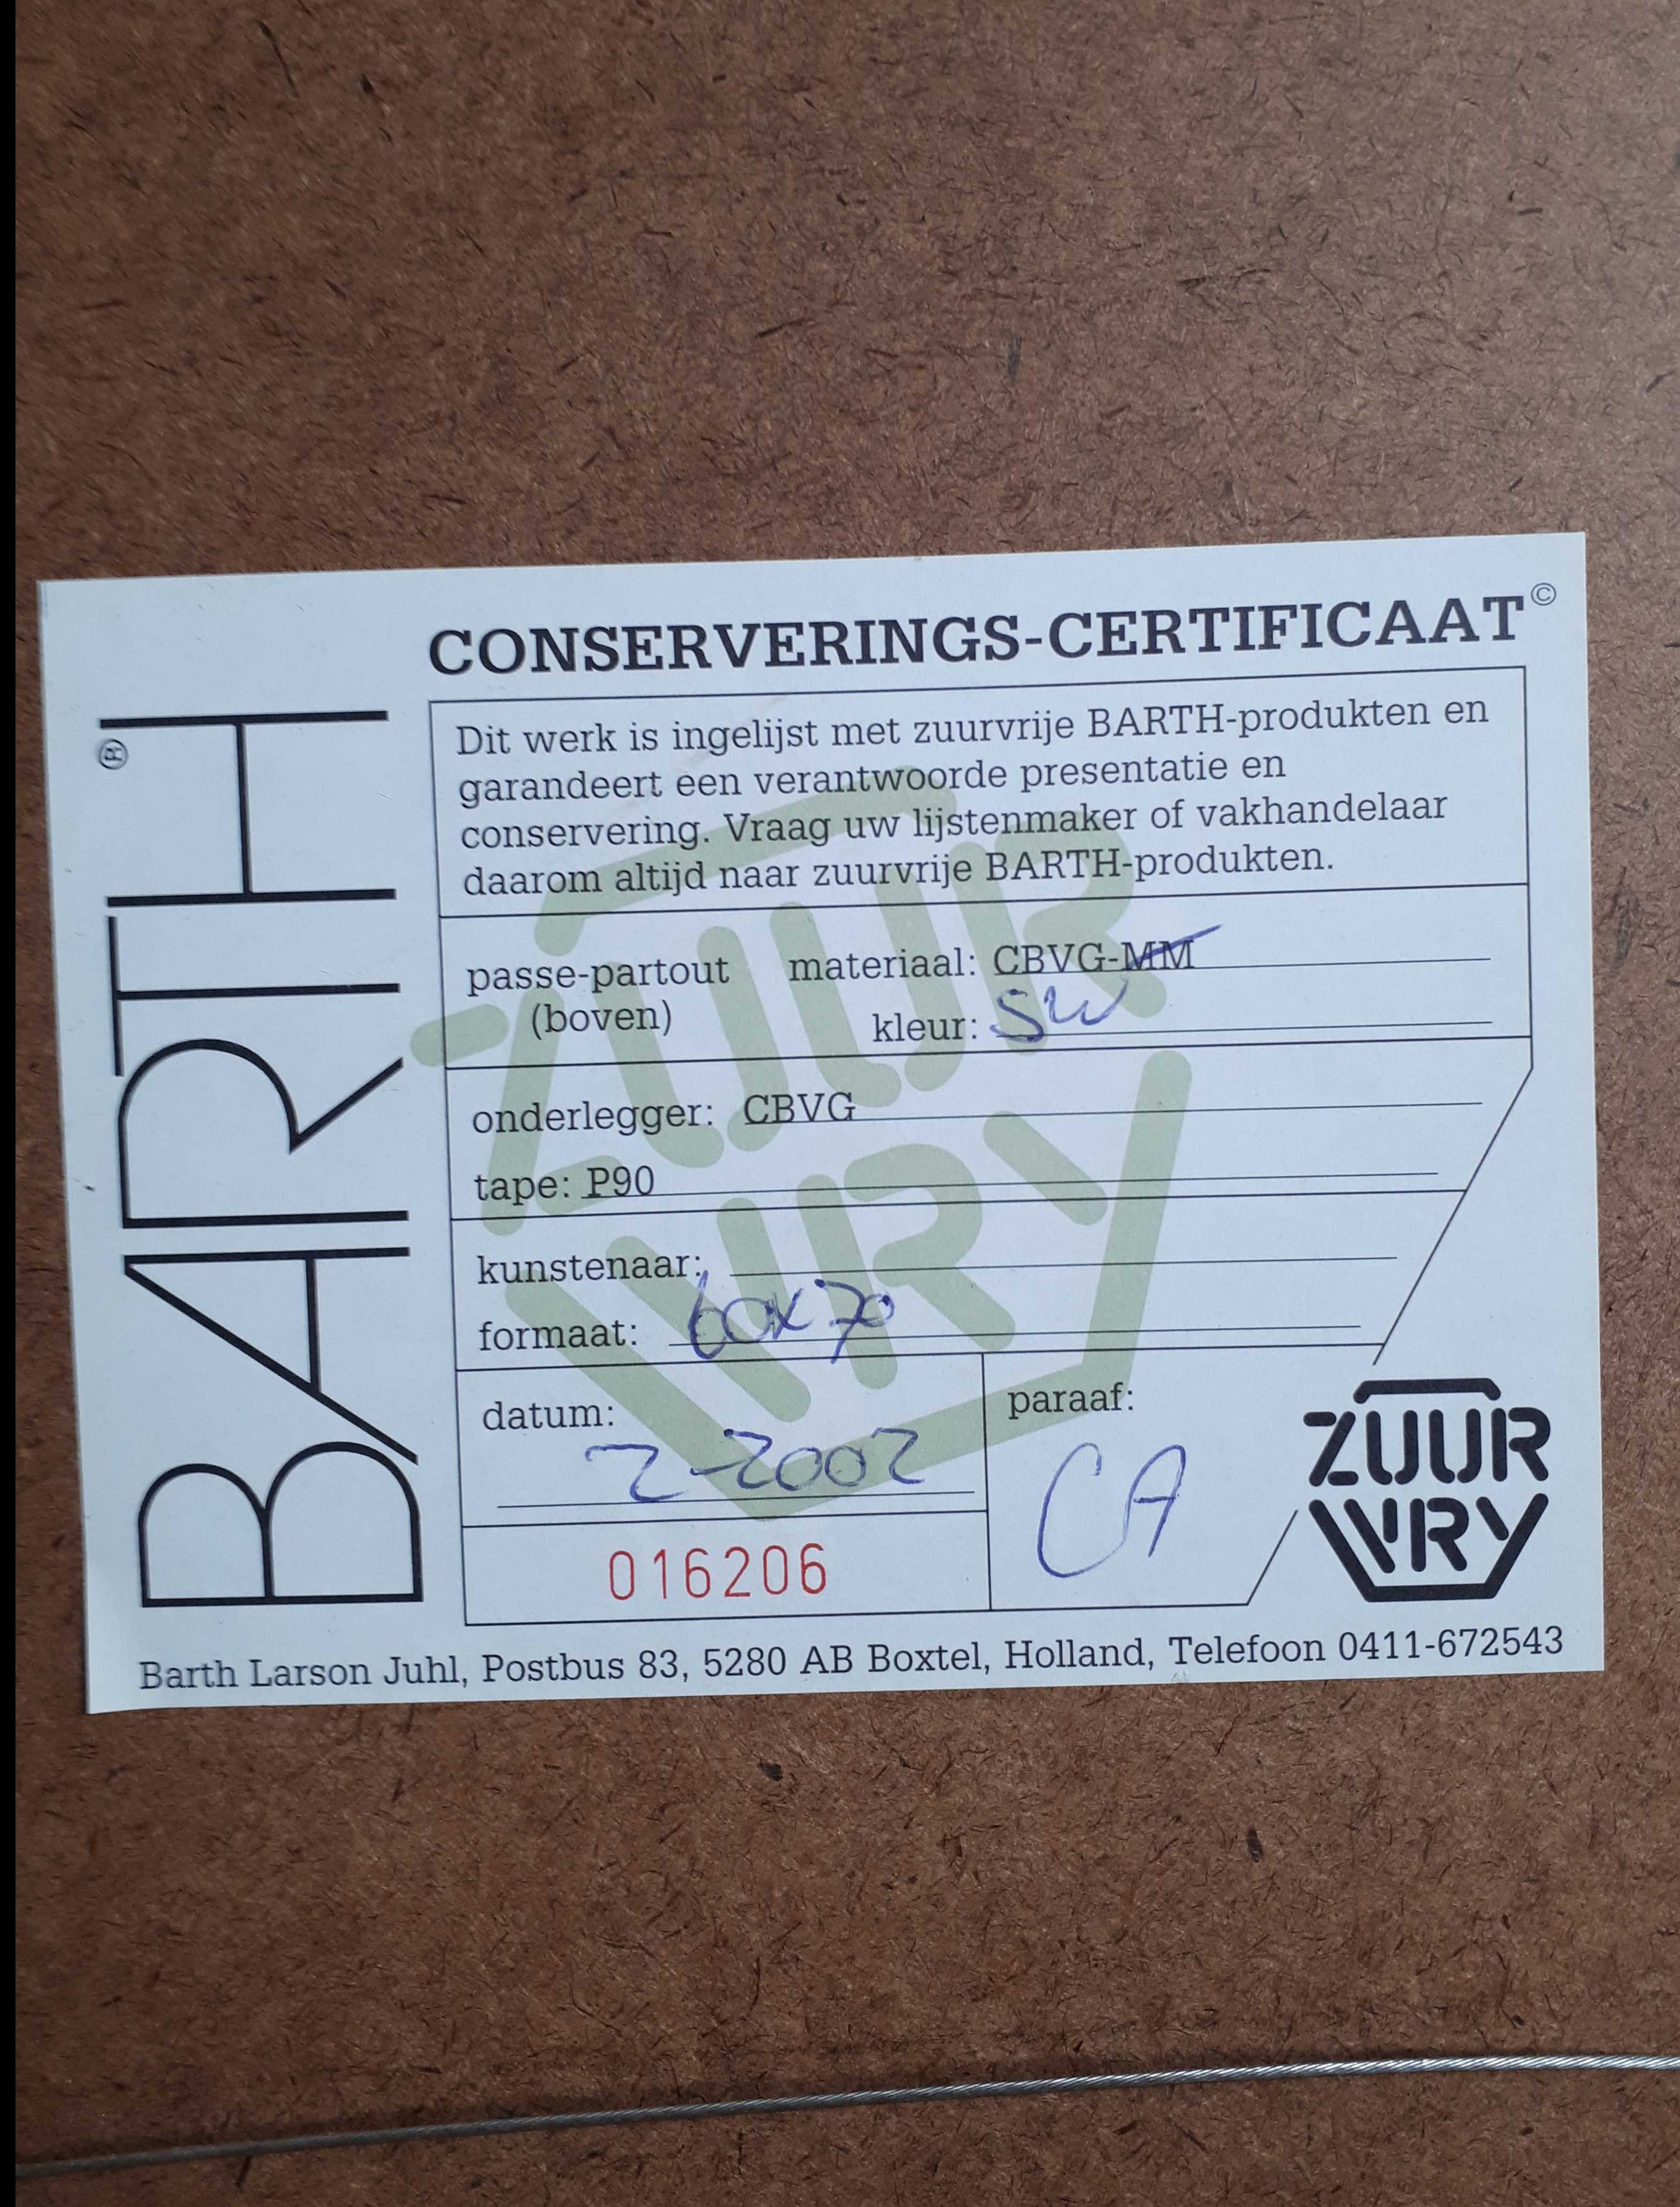 BARTH®
CONSERVERINGS-CERTIFICAAT©
Dit werk is ingelijst met zuurvrije BARTH-produkten en
garandeert een verantwoorde presentatie en
conservering. Vraag uw lijstenmaker of vakhandelaar
daarom altijd naar zuurvrije BARTH-produkten.
passe-partout materiaal: CBVG-MM
(boven) kleur: SW
onderlegger: CBVG
tape: P90
kunstenaar:
formaat: 60x70
datum: paraaf:
2-2002 CA
016206
ZUUR
VRY
ZUUR
VRY
Barth Larson Juhl, Postbus 83, 5280 AB Boxtel, Holland, Telefoon 0411-672543